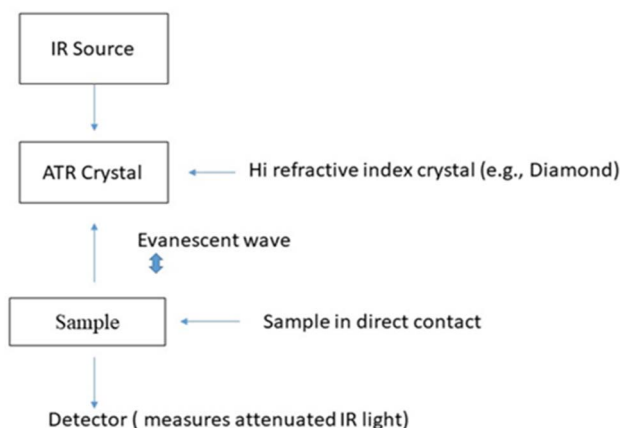 IR Source
ATR Crystal
Hi refractive index crystal (e.g., Diamond)
Evanescent wave
Sample
Sample in direct contact
Detector ( measures attenuated IR light)